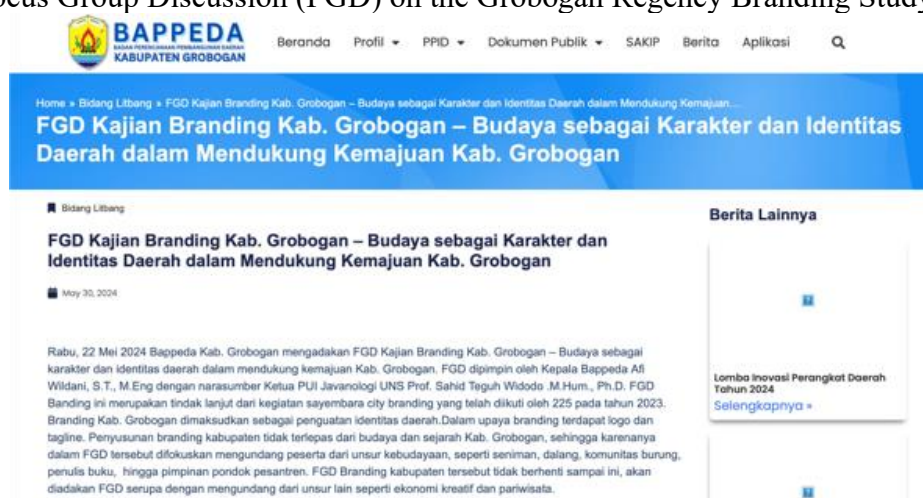 ocus Group Discussion (FGD) on the Grobogan Regency Branding Study
BAPPEDA
BADAN PERENCANAAN PEMBANGUNAN DAERAH
KABUPATEN GROBOGAN
Beranda Profil PPID Dokumen Publik SAKIP Berita Aplikasi
Home » Bidang Litbang » FGD Kajian Branding Kab. Grobogan – Budaya sebagai Karakter dan Identitas Daerah dalam Mendukung Kemajuan...
FGD Kajian Branding Kab. Grobogan – Budaya sebagai Karakter dan Identitas
Daerah dalam Mendukung Kemajuan Kab. Grobogan
Bidang Litbang
FGD Kajian Branding Kab. Grobogan – Budaya sebagai Karakter dan
Identitas Daerah dalam Mendukung Kemajuan Kab. Grobogan
May 30, 2024
Rabu, 22 Mei 2024 Bappeda Kab. Grobogan mengadakan FGD Kajian Branding Kab. Grobogan – Budaya sebagai
karakter dan identitas daerah dalam mendukung kemajuan Kab. Grobogan. FGD dipimpin oleh Kepala Bappeda Afi
Wildani, S.T., M.Eng dengan narasumber Ketua PUI Javanologi UNS Prof. Sahid Teguh Widodo .M.Hum., Ph.D. FGD
Banding ini merupakan tindak lanjut dari kegiatan sayembara city branding yang telah diikuti oleh 225 pada tahun 2023.
Branding Kab. Grobogan dimaksudkan sebagai penguatan identitas daerah.Dalam upaya branding terdapat logo dan
tagline. Penyusunan branding kabupaten tidak terlepas dari budaya dan sejarah Kab. Grobogan, sehingga karenanya
dalam FGD tersebut difokuskan mengundang peserta dari unsur kebudayaan, seperti seniman, dalang, komunitas burung,
penulis buku, hingga pimpinan pondok pesantren. FGD Branding kabupaten tersebut tidak berhenti sampai ini, akan
diadakan FGD serupa dengan mengundang dari unsur lain seperti ekonomi kreatif dan pariwisata.
Berita Lainnya
Lomba Inovasi Perangkat Daerah
Tahun 2024
Selengkapnya »